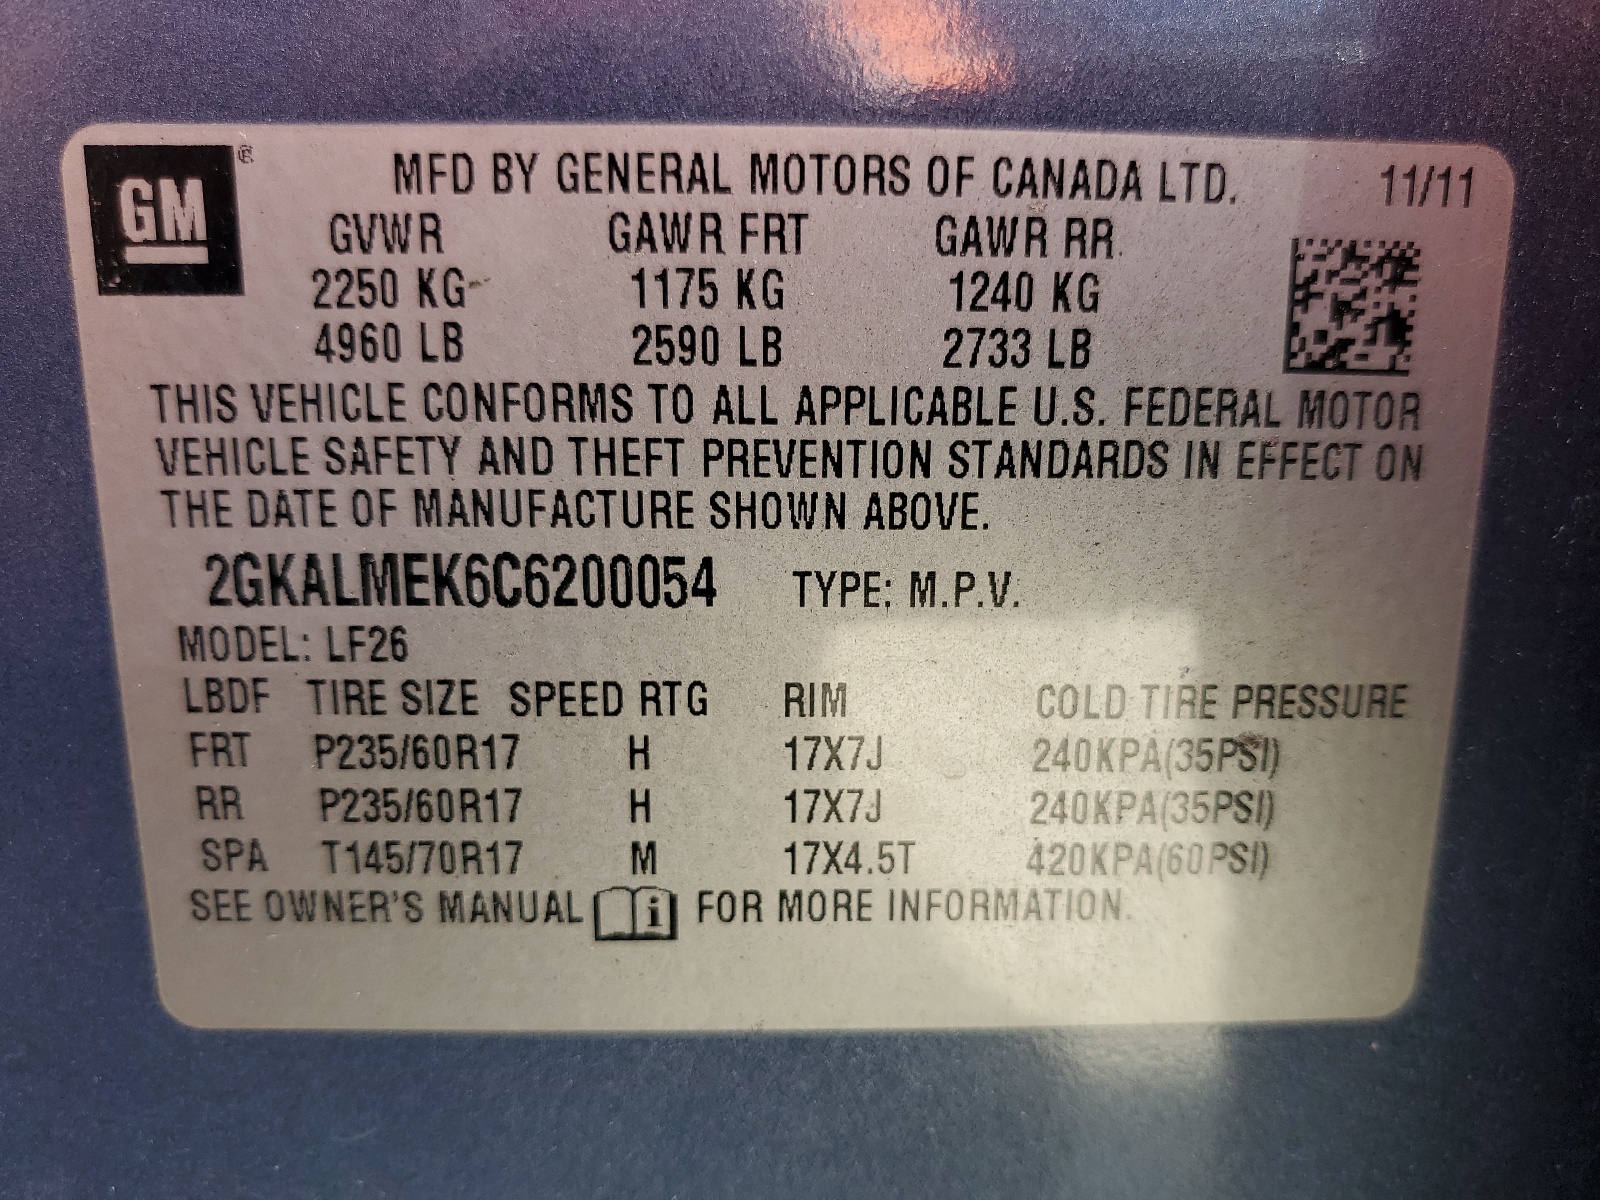 GM ®
MFD BY GENERAL MOTORS OF CANADA LTD. 11/11
GVWR GAWR FRT GAWR RR
2250 KG 1175 KG 1240 KG
4960 LB 2590 LB 2733 LB
THIS VEHICLE CONFORMS TO ALL APPLICABLE U.S. FEDERAL MOTOR
VEHICLE SAFETY AND THEFT PREVENTION STANDARDS IN EFFECT ON
THE DATE OF MANUFACTURE SHOWN ABOVE.
2GKALMEK6C6200054 TYPE: M.P.V.
MODEL: LF26
LBDF TIRE SIZE SPEED RTG RIM COLD TIRE PRESSURE
FRT P235/60R17 H 17X7J 240KPA(35PSI)
RR P235/60R17 H 17X7J 240KPA(35PSI)
SPA T145/70R17 M 17X4.5T 420KPA(60PSI)
SEE OWNER'S MANUAL i FOR MORE INFORMATION.